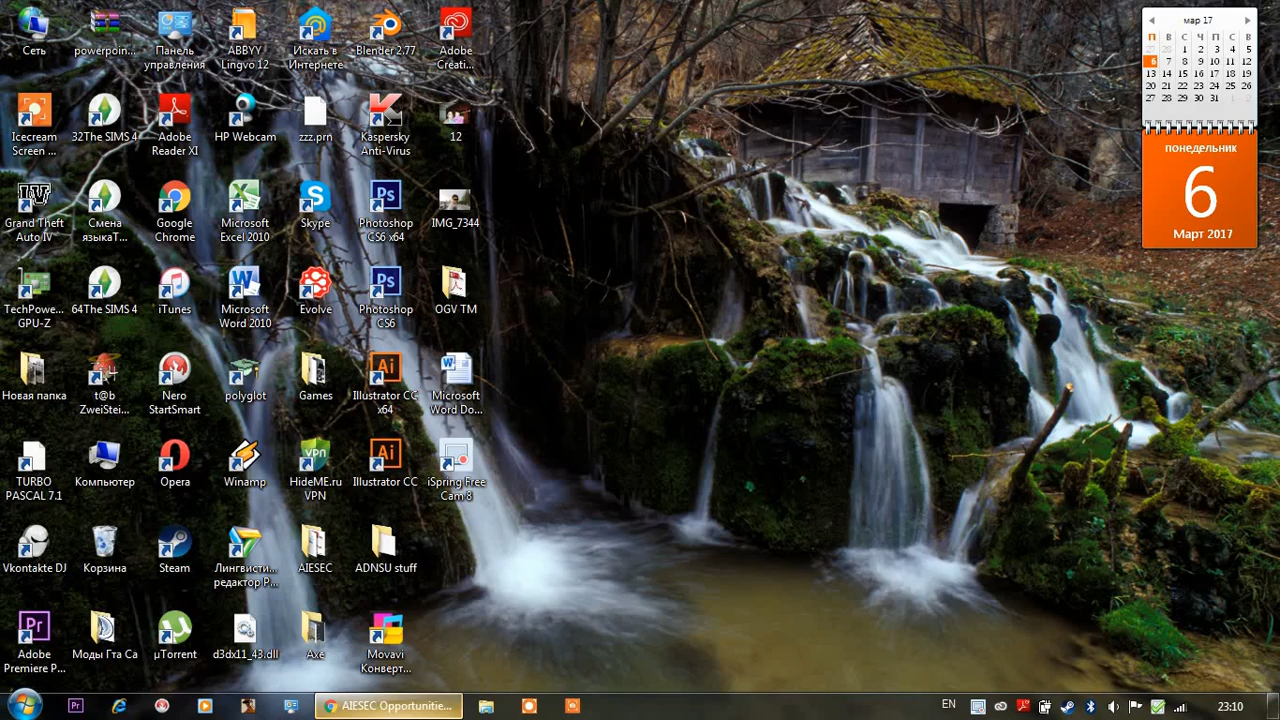 Сеть
powerpoin...
Панель
управления
ABBYY
Lingvo 12
Искать в
Интернете
Blender 2.77
Adobe
Creati...
Icecream
Screen ...
32The SIMS 4
Adobe
Reader XI
HP Webcam
zzz.prn
Kaspersky
Anti-Virus
12
Grand Theft
Auto IV
Смена
языкаТ...
Google
Chrome
Microsoft
Excel 2010
Skype
Photoshop
CS6 x64
IMG_7344
TechPowe...
GPU-Z
64The SIMS 4
iTunes
Microsoft
Word 2010
Evolve
Photoshop
CS6
OGV TM
Новая папка
t@b
ZweiStei...
Nero
StartSmart
polyglot
Games
Illustrator CC
x64
Microsoft
Word Do...
TURBO
PASCAL 7.1
Компьютер
Opera
Winamp
HideME.ru
VPN
Illustrator CC
iSpring Free
Cam 8
Vkontakte DJ
Корзина
Steam
Лингвисти...
редактор P...
AIESEC
ADNSU stuff
Adobe
Premiere P...
Моды Гта Са
µTorrent
d3dx11_43.dll
Axe
Movavi
Конверт...
мар 17
П В С Ч П С В
27 28 1 2 3 4 5
6 7 8 9 10 11 12
13 14 15 16 17 18 19
20 21 22 23 24 25 26
27 28 29 30 31 1 2
понедельник
6
Март 2017
AIESEC Opportunitie...
EN
23:10